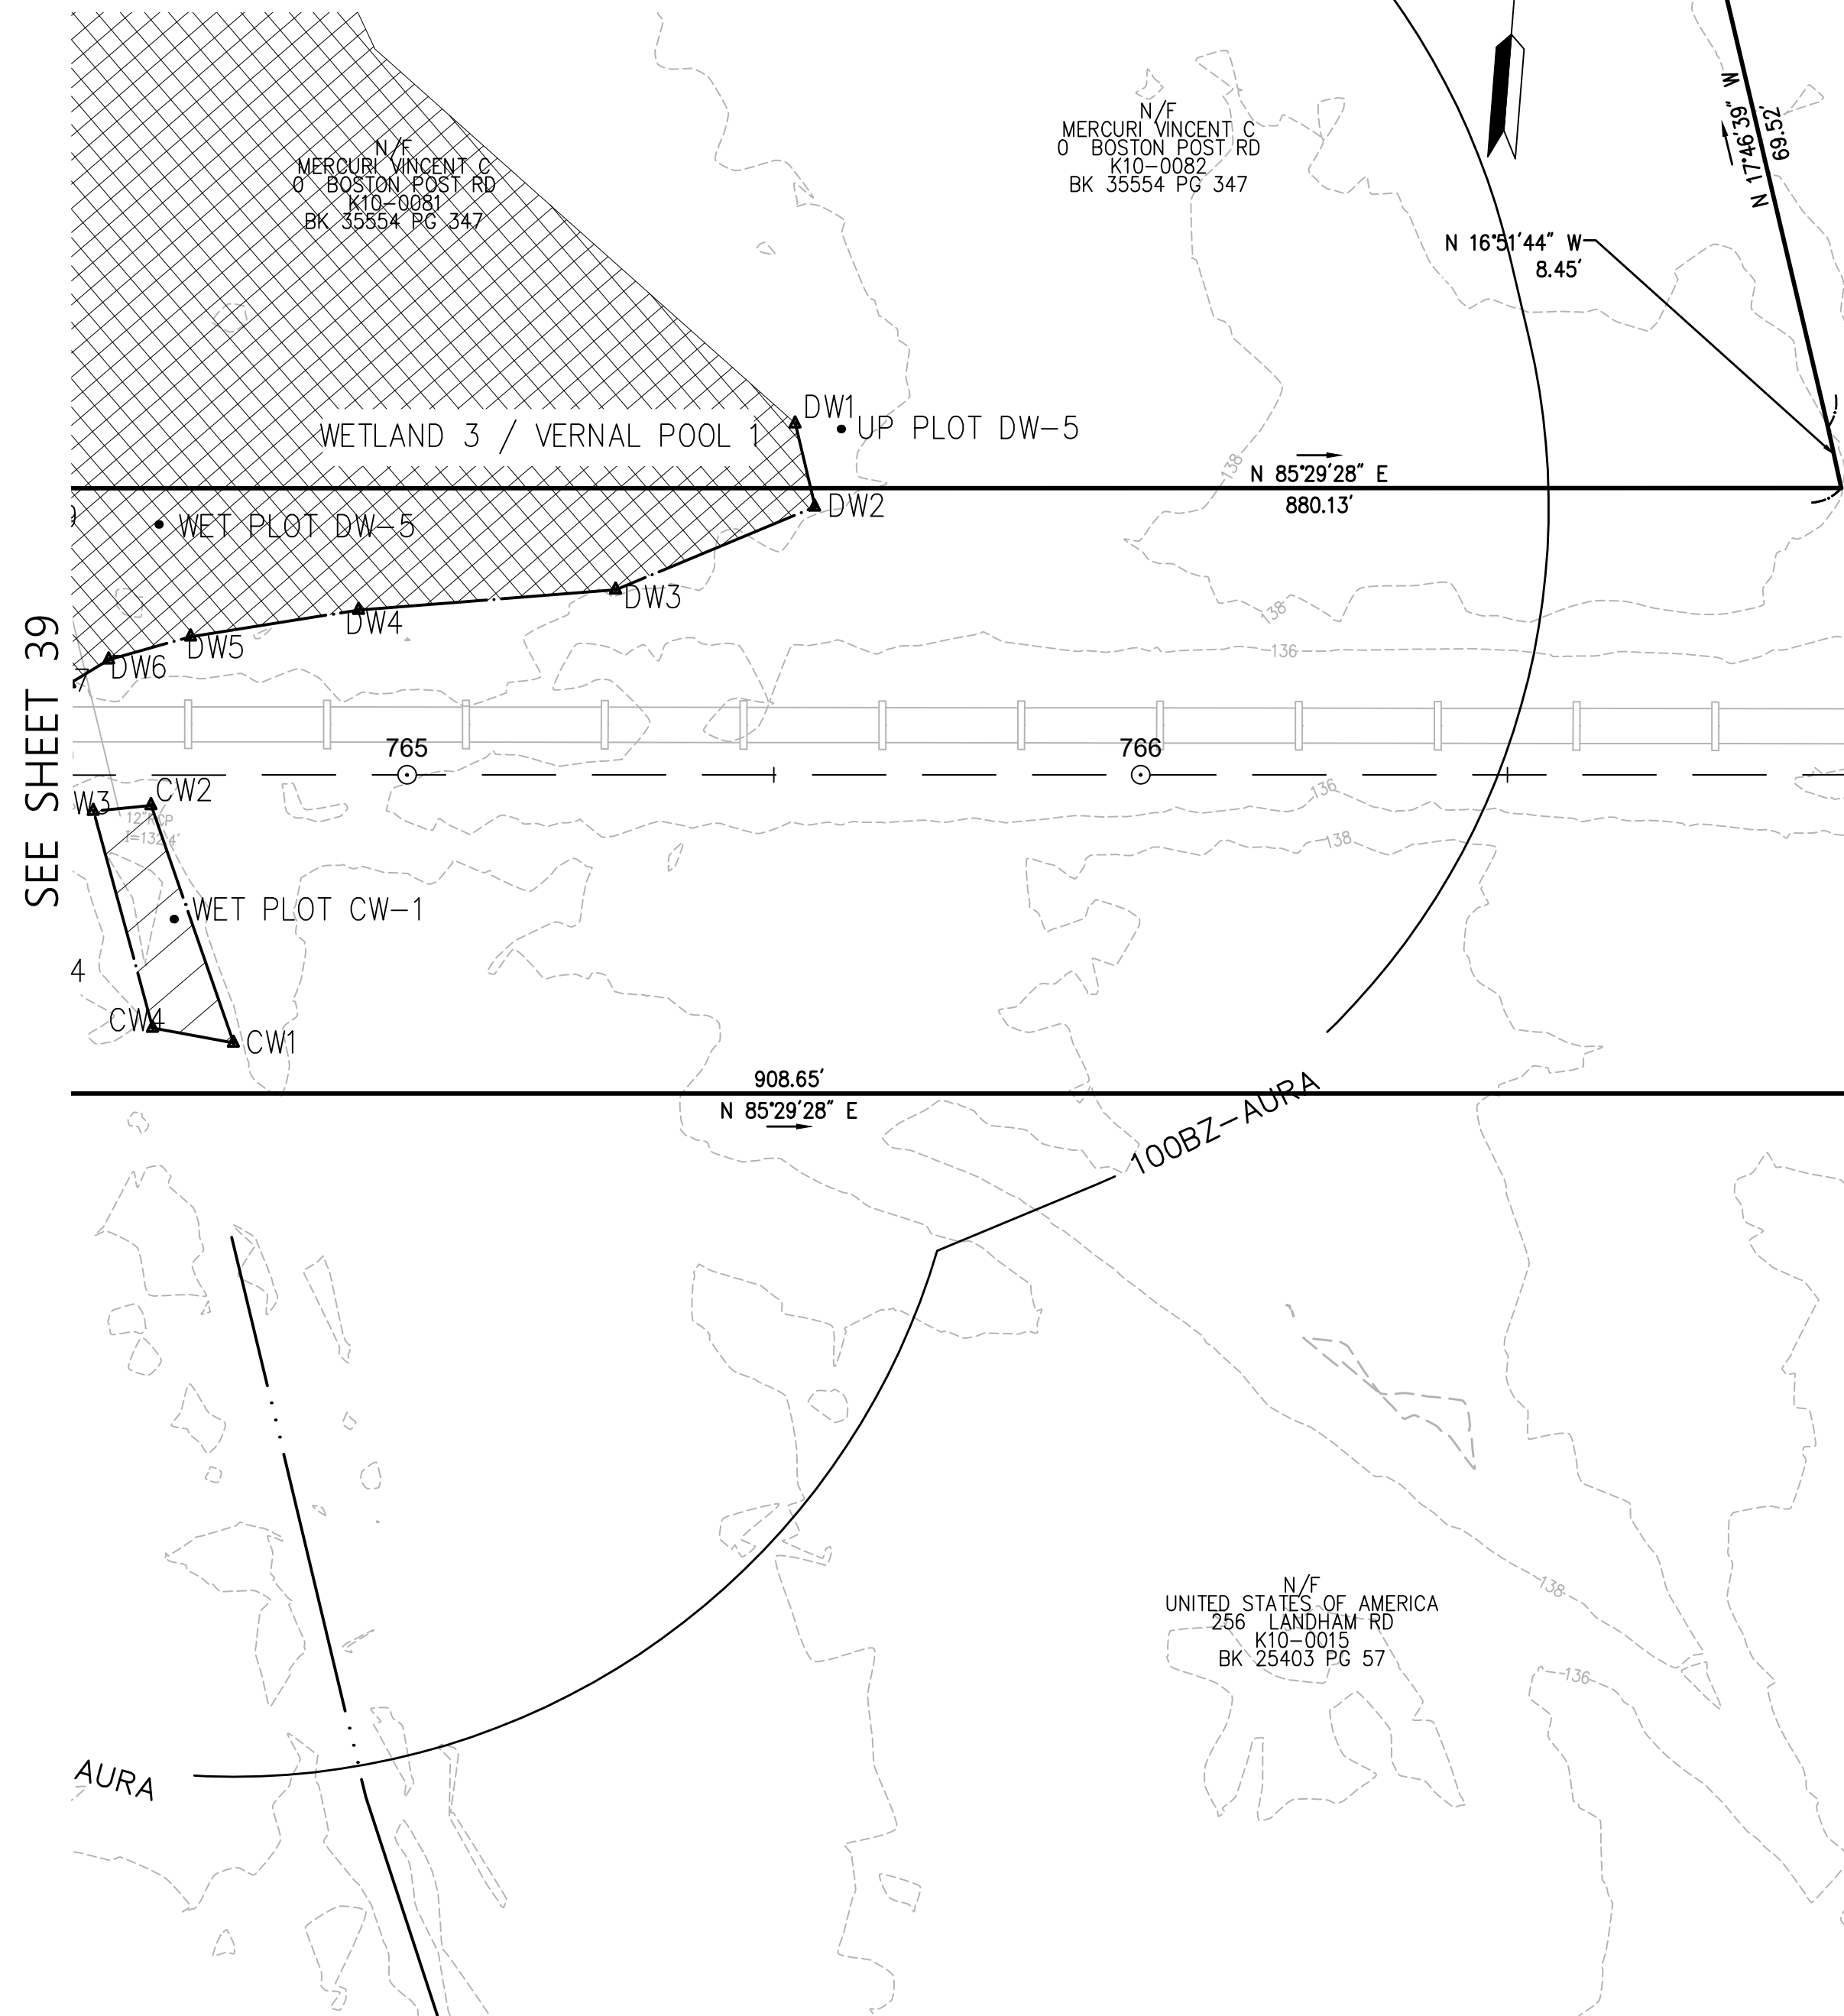 N/F
MERCURI VINCENT C
0 BOSTON POST RD
K10-0081
BK 35554 PG 347
N/F
MERCURI VINCENT C
0 BOSTON POST RD
K10-0082
BK 35554 PG 347
N 17°46'39" W
69.52'
N 16°51'44" W
8.45'
DW1
UP PLOT DW-5
WETLAND 3 / VERNAL POOL 1
138
N 85°29'28" E
880.13'
DW2
WET PLOT DW-5
DW3
138
DW4
DW5
136
DW6
7
SEE SHEET 39
765
766
CW2
W3
136
12"RCP
I=132.4'
138
WET PLOT CW-1
4
CW4
CW1
908.65'
N 85°29'28" E
100BZ-AURA
138
N/F
UNITED STATES OF AMERICA
256 LANDHAM RD
K10-0015
BK 25403 PG 57
136
AURA